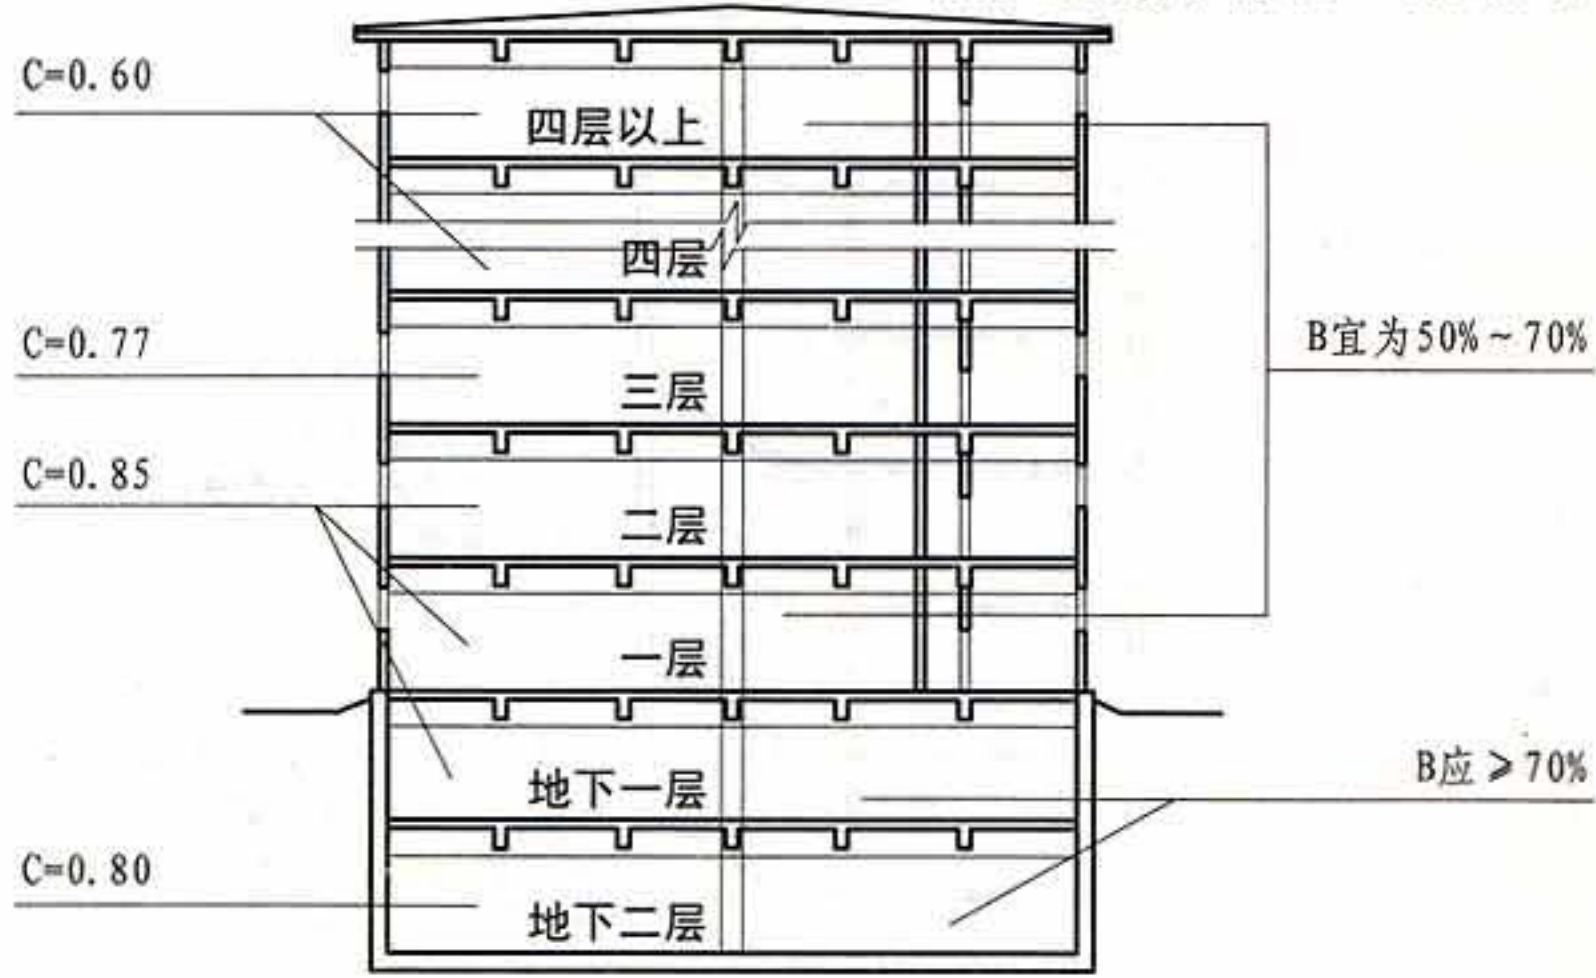 C=0.60
四层以上
四层
C=0.77
B宜为50%~70%
三层
C=0.85
二层
一层
B应≥70%
地下一层
C=0.80
地下二层